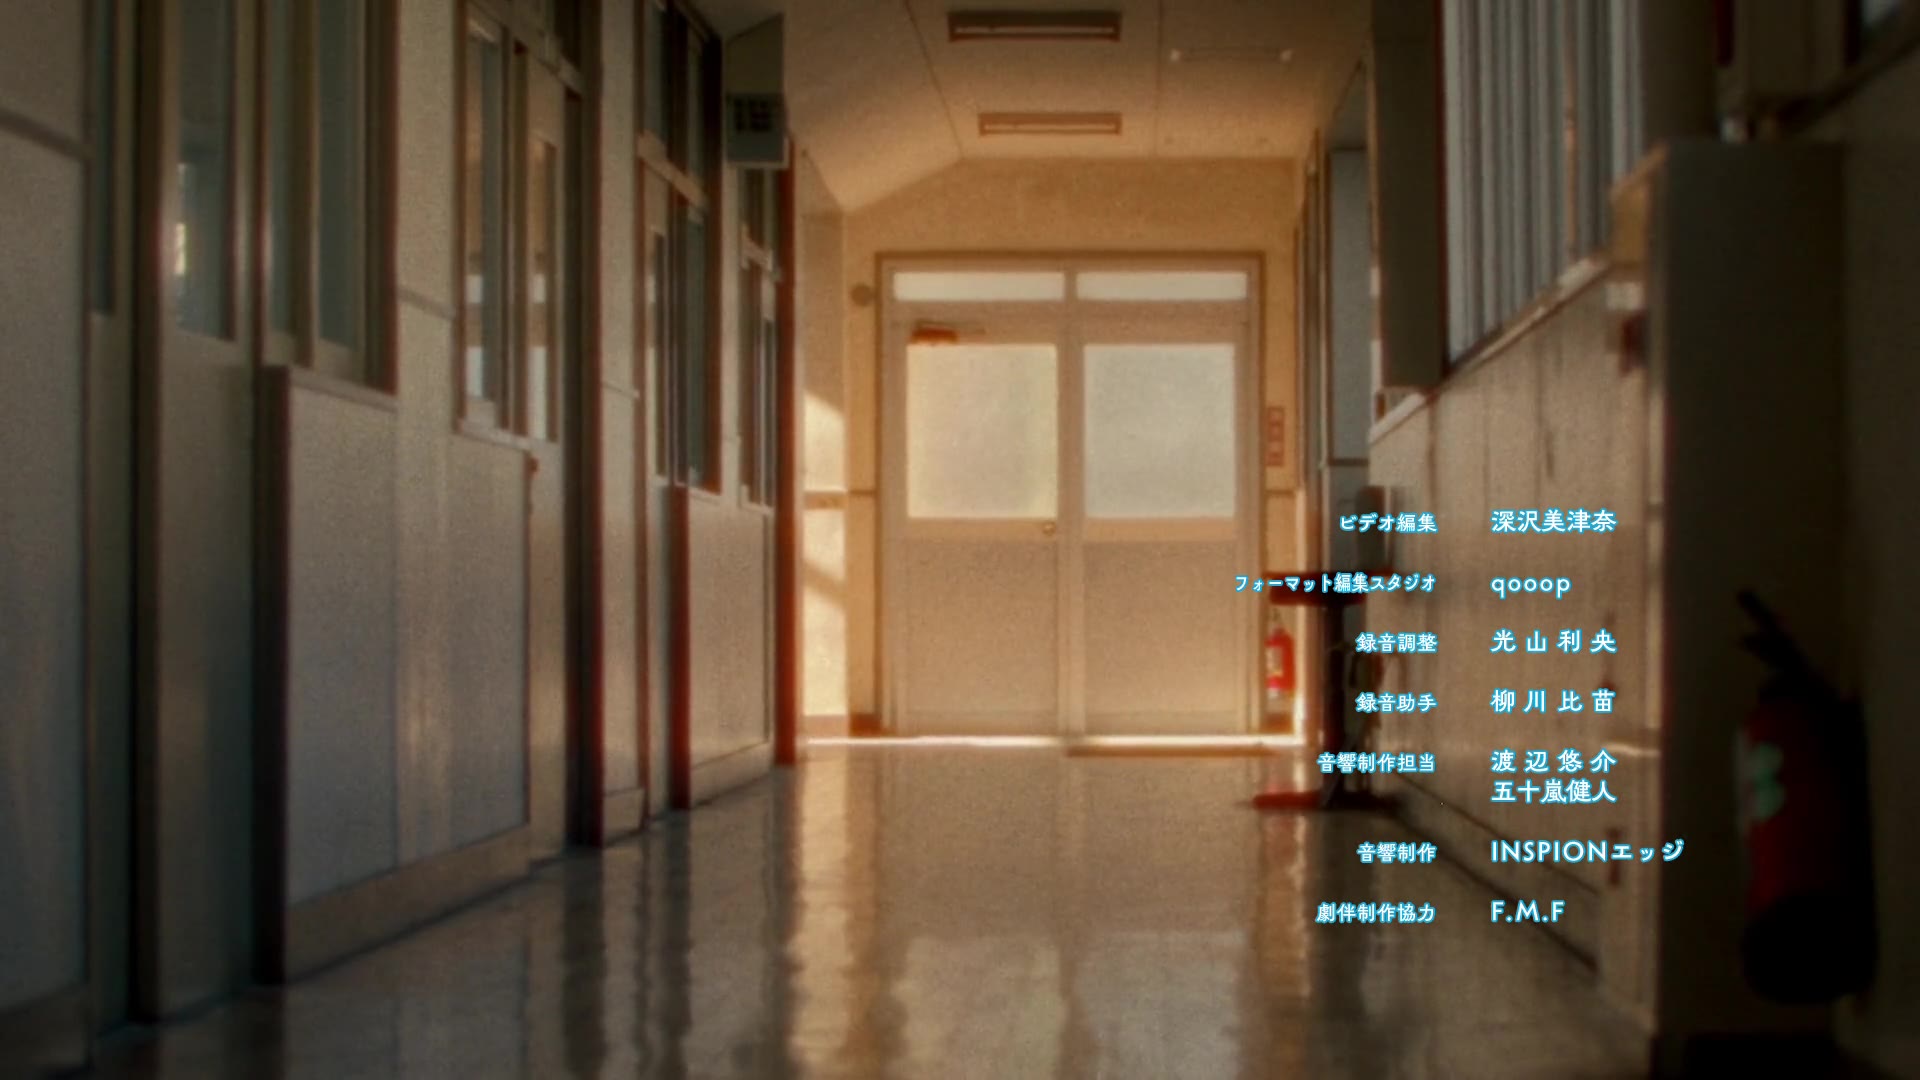 ビデオ編集 深沢美津奈
フォーマット編集スタジオ qooop
録音調整 光山利央
録音助手 柳川比苗
音響制作担当 渡辺悠介
五十嵐健人
音響制作 INSPIONエッジ
劇伴制作協力 F.M.F